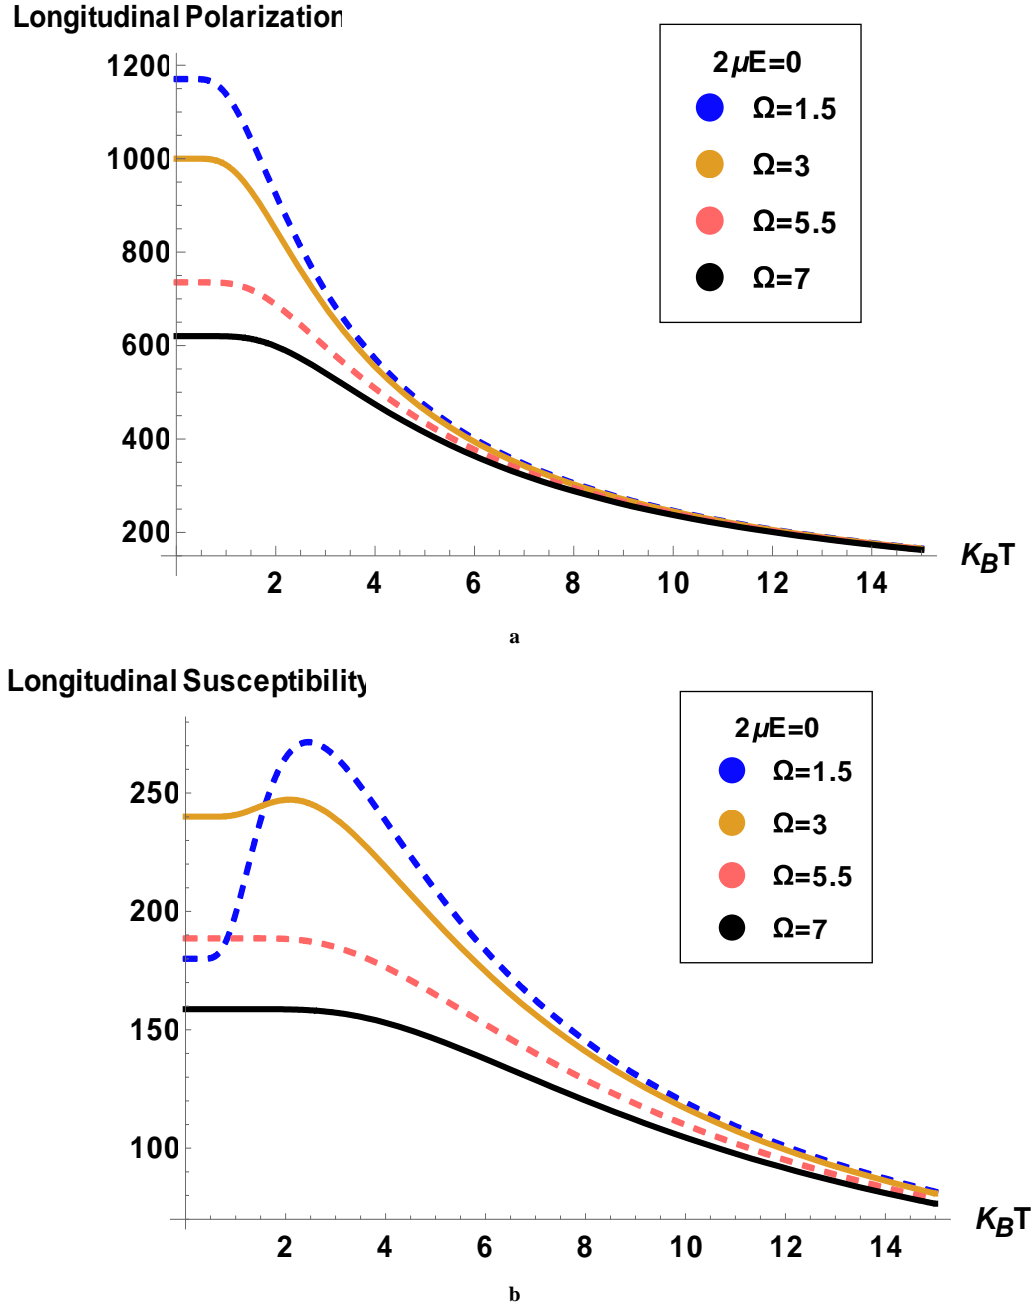 Longitudinal Polarization
2μE=0
Ω=1.5
Ω=3
Ω=5.5
Ω=7
1200
1000
800
600
400
200
2 4 6 8 10 12 14
K_BT
a
Longitudinal Susceptibility
2μE=0
Ω=1.5
Ω=3
Ω=5.5
Ω=7
250
200
150
100
2 4 6 8 10 12 14
K_BT
b